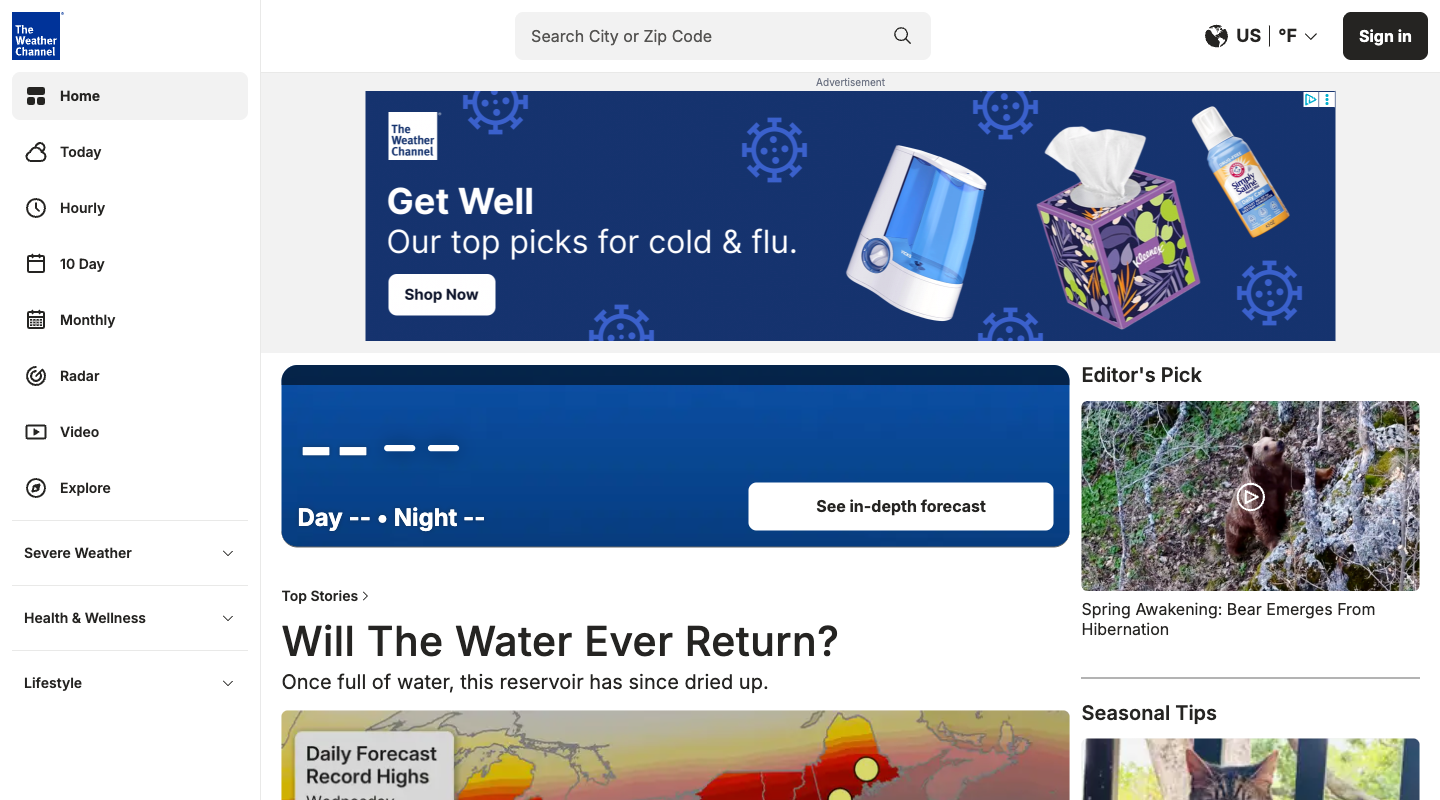 The
Weather
Channel
Search City or Zip Code
US
°F
Sign in
Home
Today
Hourly
10 Day
Monthly
Radar
Video
Explore
Severe Weather
Health & Wellness
Lifestyle
Advertisement
The
Weather
Channel
Get Well
Our top picks for cold & flu.
Shop Now
Kleenex
Simply
Saline
Day -- • Night --
See in-depth forecast
Top Stories
Will The Water Ever Return?
Once full of water, this reservoir has since dried up.
Daily Forecast
Record Highs
Wednesday
Editor's Pick
Spring Awakening: Bear Emerges From
Hibernation
Seasonal Tips